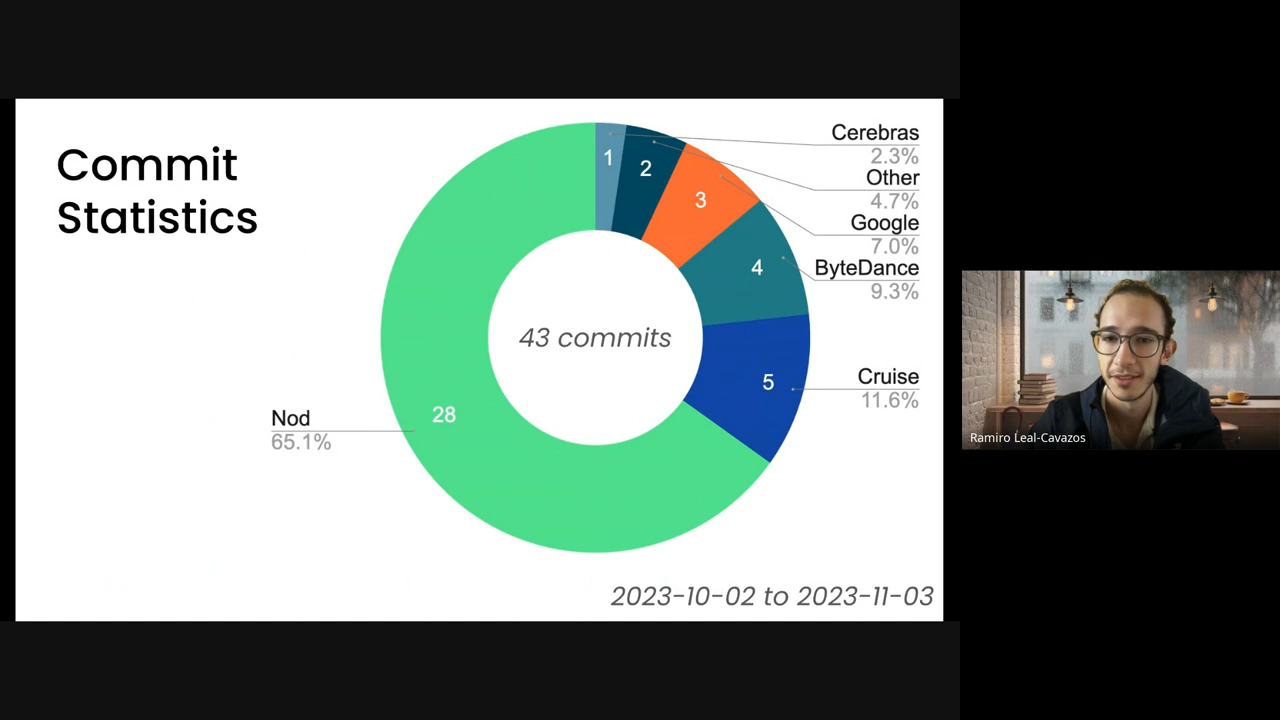 Commit
Statistics
1
2
3
4
5
28
43 commits
Cerebras
2.3%
Other
4.7%
Google
7.0%
ByteDance
9.3%
Cruise
11.6%
Nod
65.1%
2023-10-02 to 2023-11-03
Ramiro Leal-Cavazos